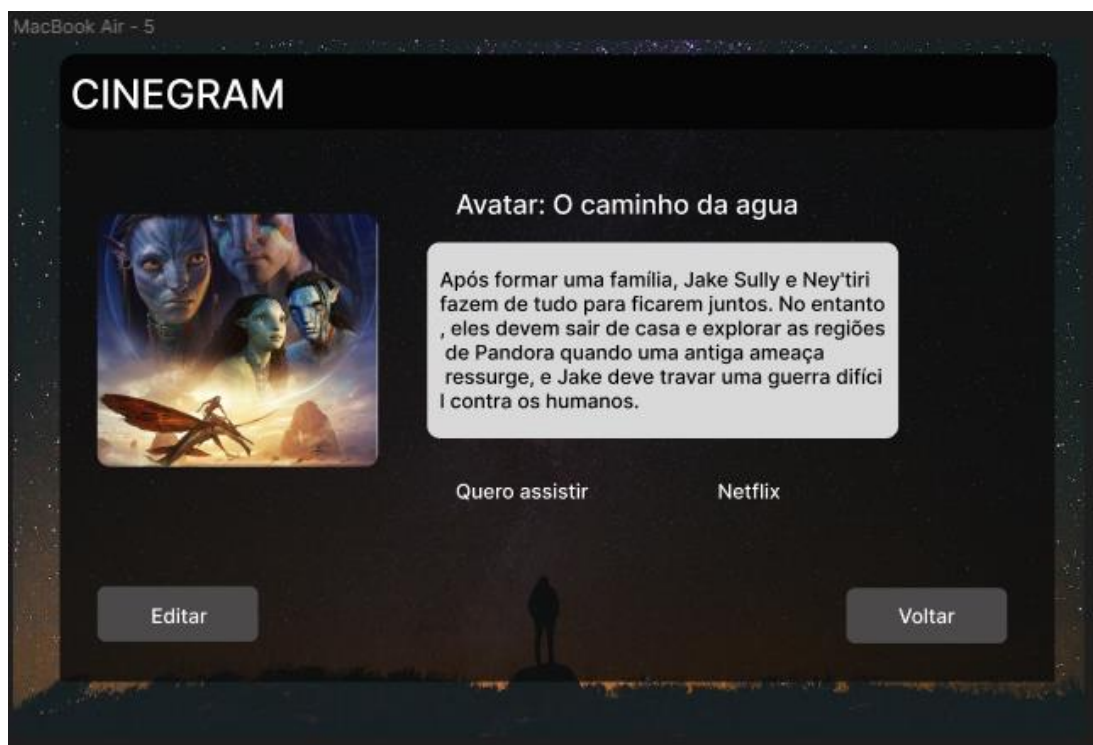 MacBook Air - 5
CINEGRAM
Avatar: O caminho da agua
Após formar uma família, Jake Sully e Ney'tiri
fazem de tudo para ficarem juntos. No entanto
, eles devem sair de casa e explorar as regiões
de Pandora quando uma antiga ameaça
ressurge, e Jake deve travar uma guerra difíci
l contra os humanos.
Quero assistir
Netflix
Editar
Voltar